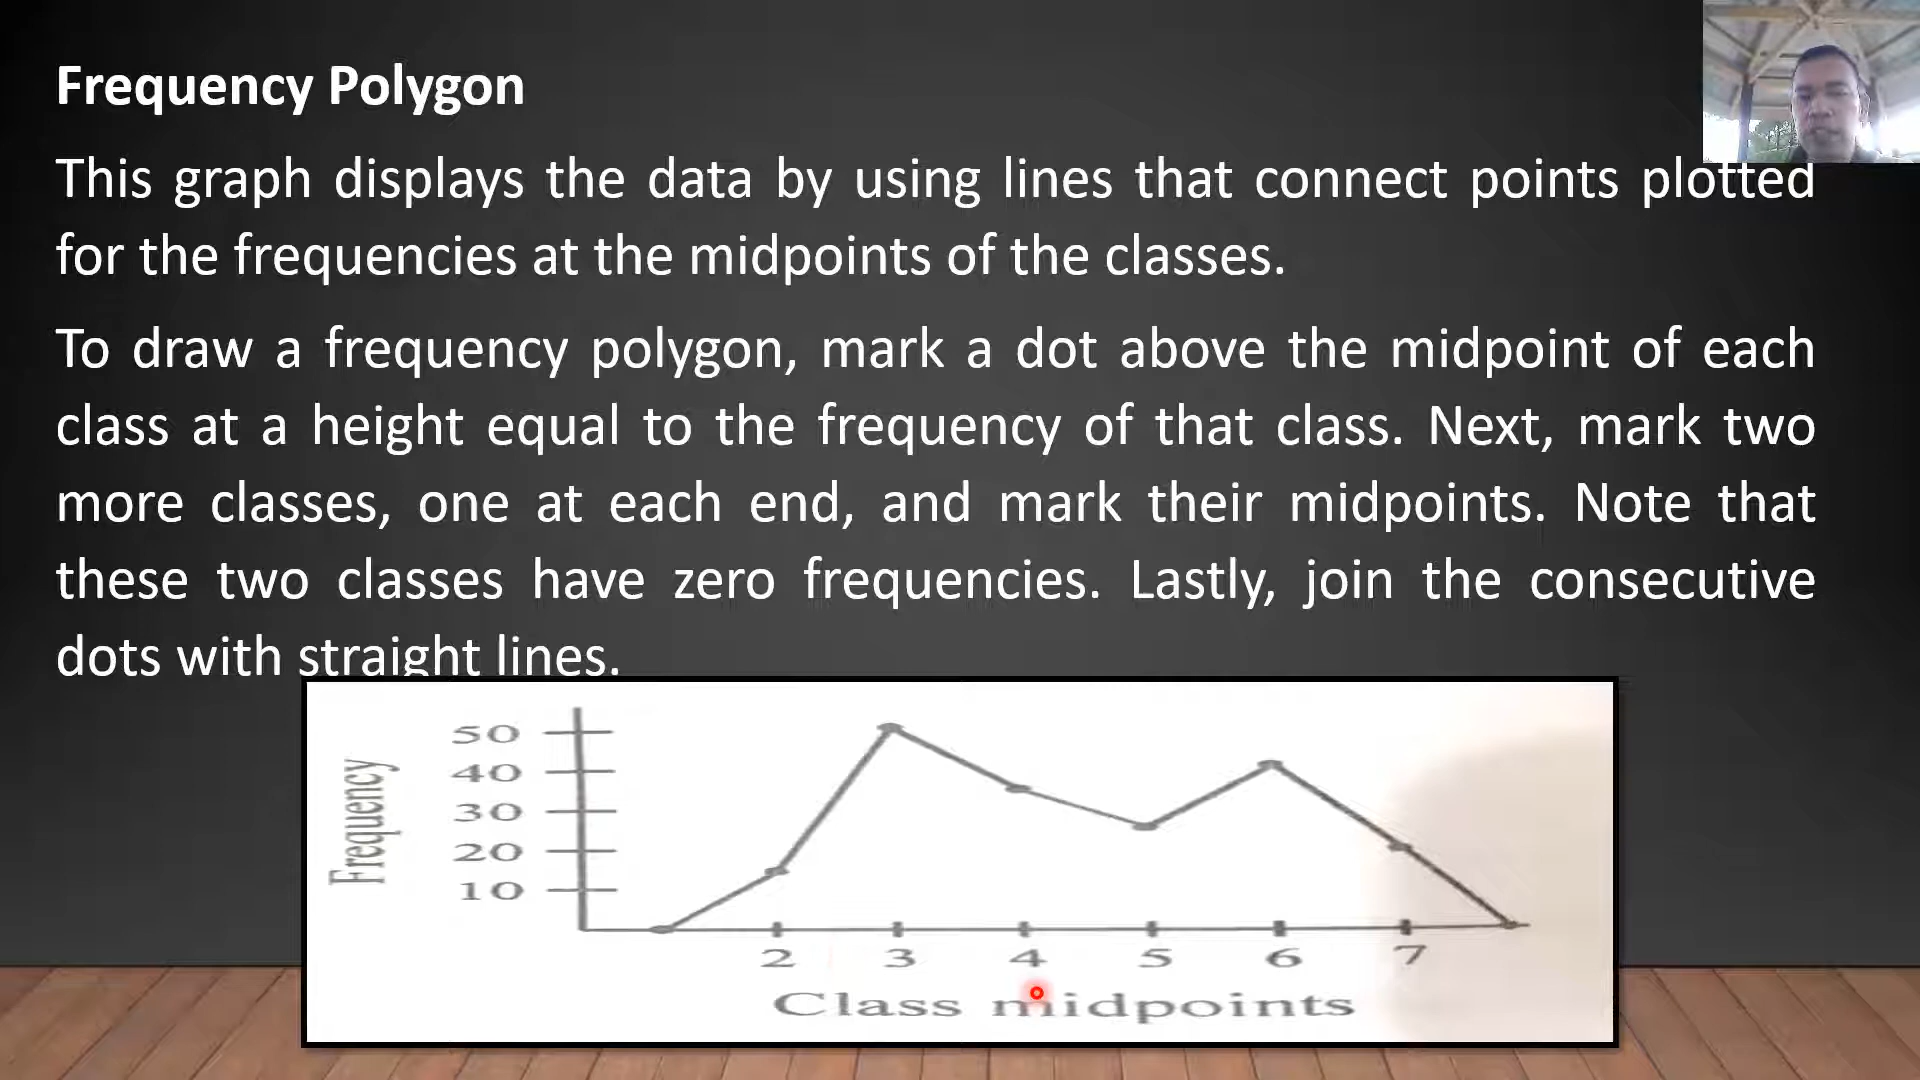 Frequency Polygon
This graph displays the data by using lines that connect points plotted
for the frequencies at the midpoints of the classes.
To draw a frequency polygon, mark a dot above the midpoint of each
class at a height equal to the frequency of that class. Next, mark two
more classes, one at each end, and mark their midpoints. Note that
these two classes have zero frequencies. Lastly, join the consecutive
dots with straight lines.
Frequency
50
40
30
20
10
2 3 4 5 6 7
Class midpoints